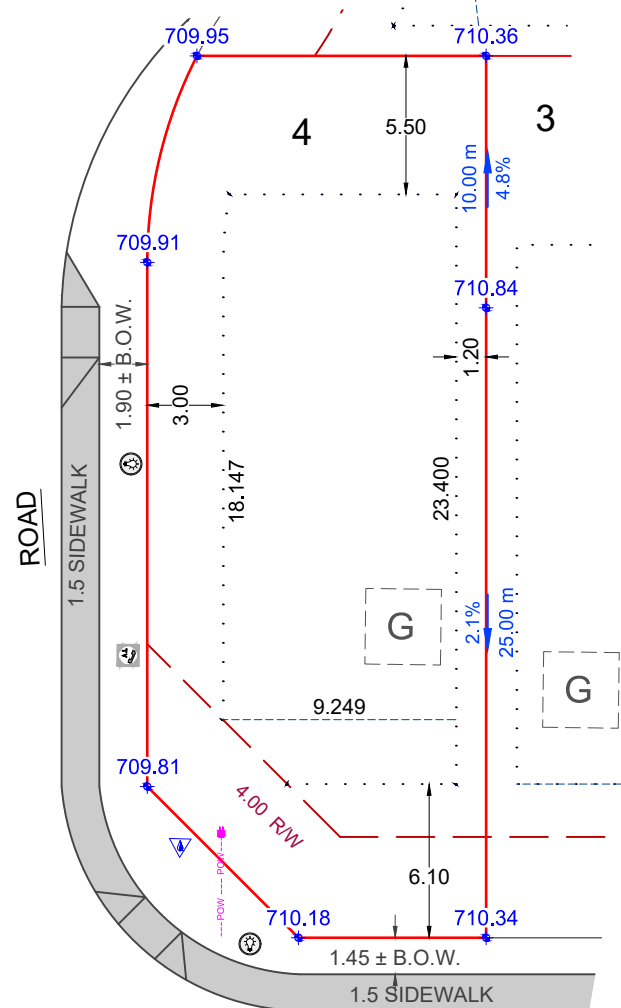 709.95
710.36
4
3
5.50
10.00 m
4.8%
709.91
710.84
1.90 ± B.O.W.
1.20
3.00
18.147
23.400
ROAD
1.5 SIDEWALK
G
2.1%
25.00 m
G
9.249
709.81
4.00 R/W
POW
POW
6.10
710.18
710.34
1.45 ± B.O.W.
1.5 SIDEWALK